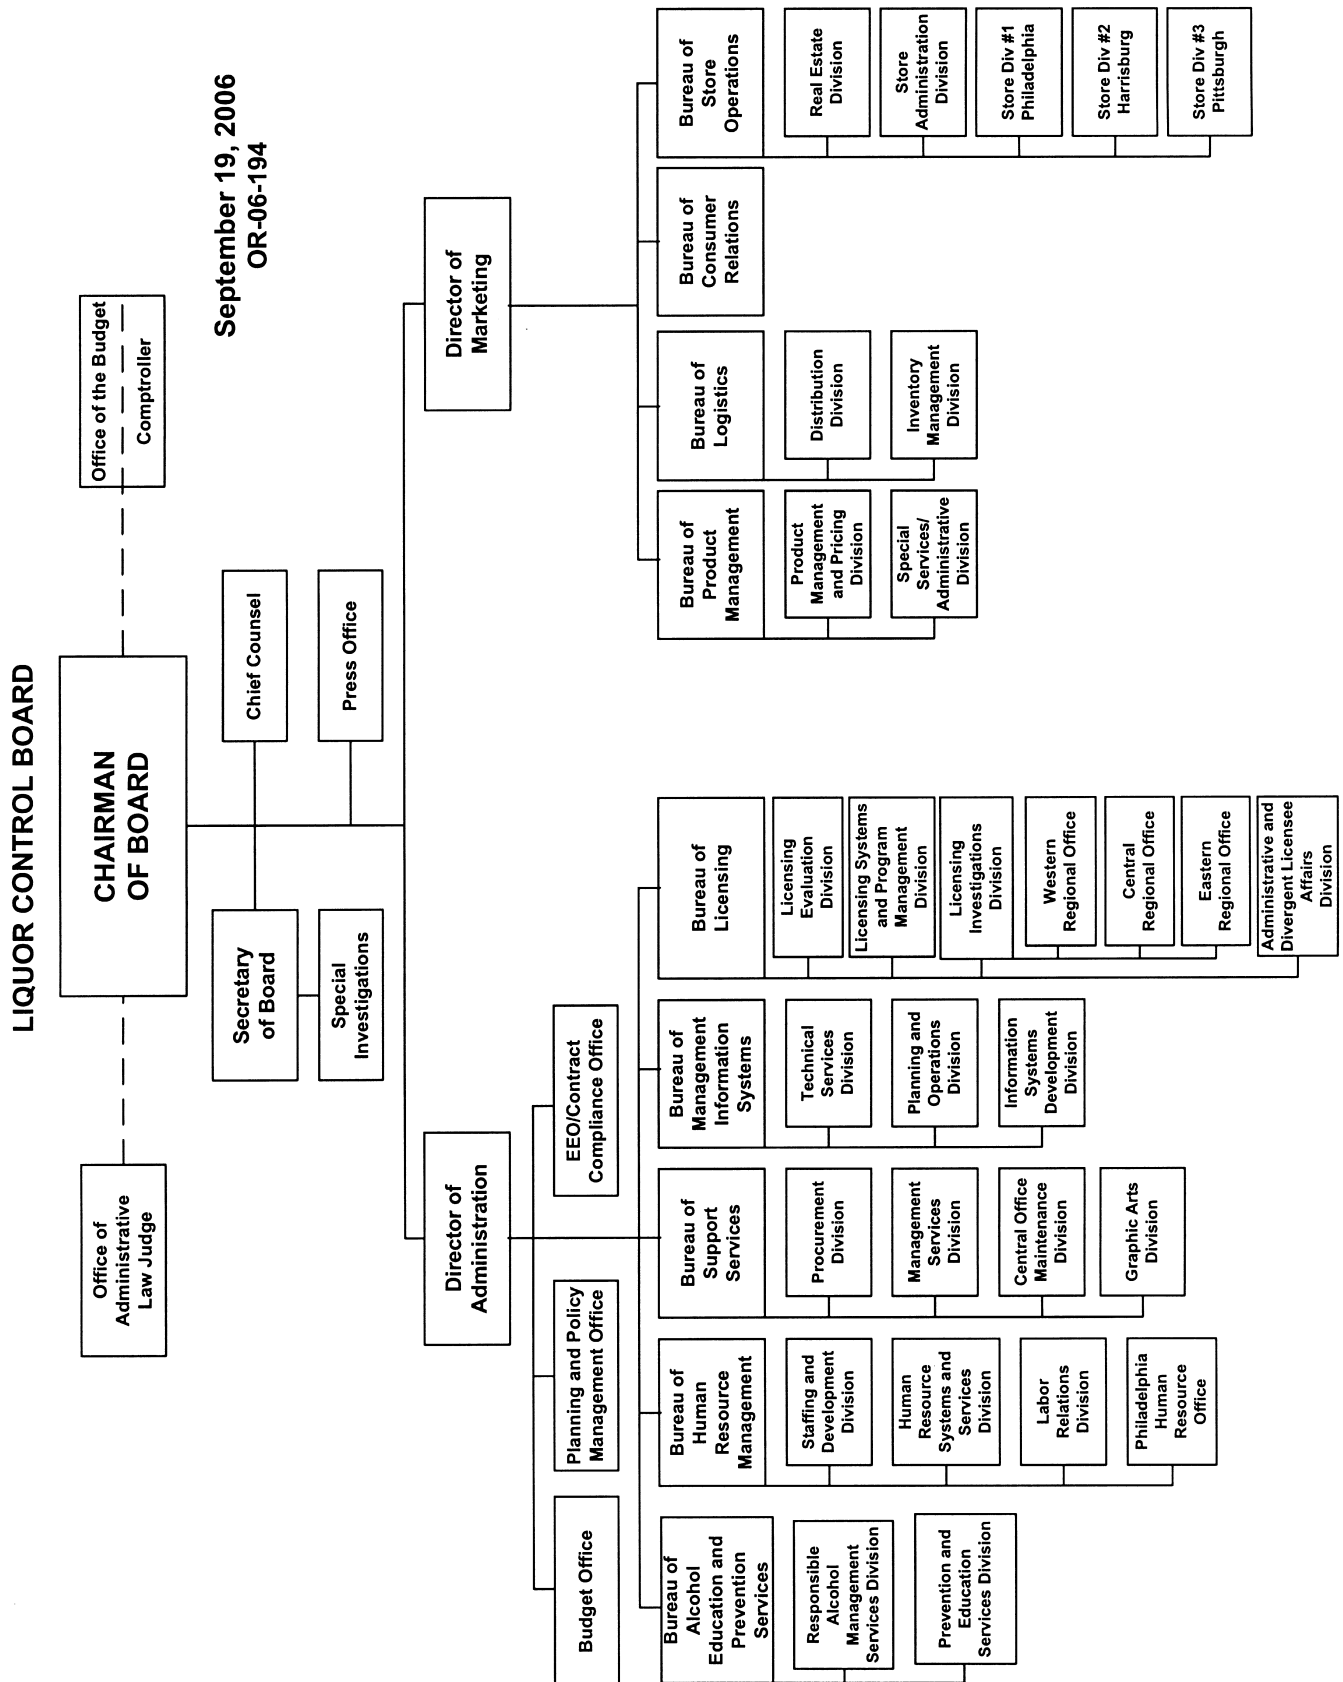 LIQUOR CONTROL BOARD
September 19, 2006
OR-06-194
Office of
Administrative
Law Judge
CHAIRMAN
OF BOARD
Office of the Budget
Comptroller
Secretary
of Board
Special
Investigations
Chief Counsel
Press Office
Director of
Administration
Director of
Marketing
Budget Office
Planning and Policy
Management Office
EEO/Contract
Compliance Office
Bureau of
Alcohol
Education and
Prevention
Services
Responsible
Alcohol
Management
Services Division
Prevention and
Education
Services Division
Bureau of
Human
Resource
Management
Staffing and
Development
Division
Human
Resource
Systems and
Services
Division
Labor
Relations
Division
Philadelphia
Human
Resource
Office
Bureau of
Support
Services
Procurement
Division
Management
Services
Division
Central Office
Maintenance
Division
Graphic Arts
Division
Bureau of
Management
Information
Systems
Technical
Services
Division
Planning and
Operations
Division
Information
Systems
Development
Division
Bureau of
Licensing
Licensing
Evaluation
Division
Licensing Systems
and Program
Management
Division
Licensing
Investigations
Division
Western
Regional Office
Central
Regional Office
Eastern
Regional Office
Administrative and
Divergent Licensee
Affairs
Division
Bureau of
Product
Management
Product
Management
and Pricing
Division
Special
Services/
Administrative
Division
Bureau of
Logistics
Distribution
Division
Inventory
Management
Division
Bureau of
Consumer
Relations
Bureau of
Store
Operations
Real Estate
Division
Store
Administration
Division
Store Div #1
Philadelphia
Store Div #2
Harrisburg
Store Div #3
Pittsburgh